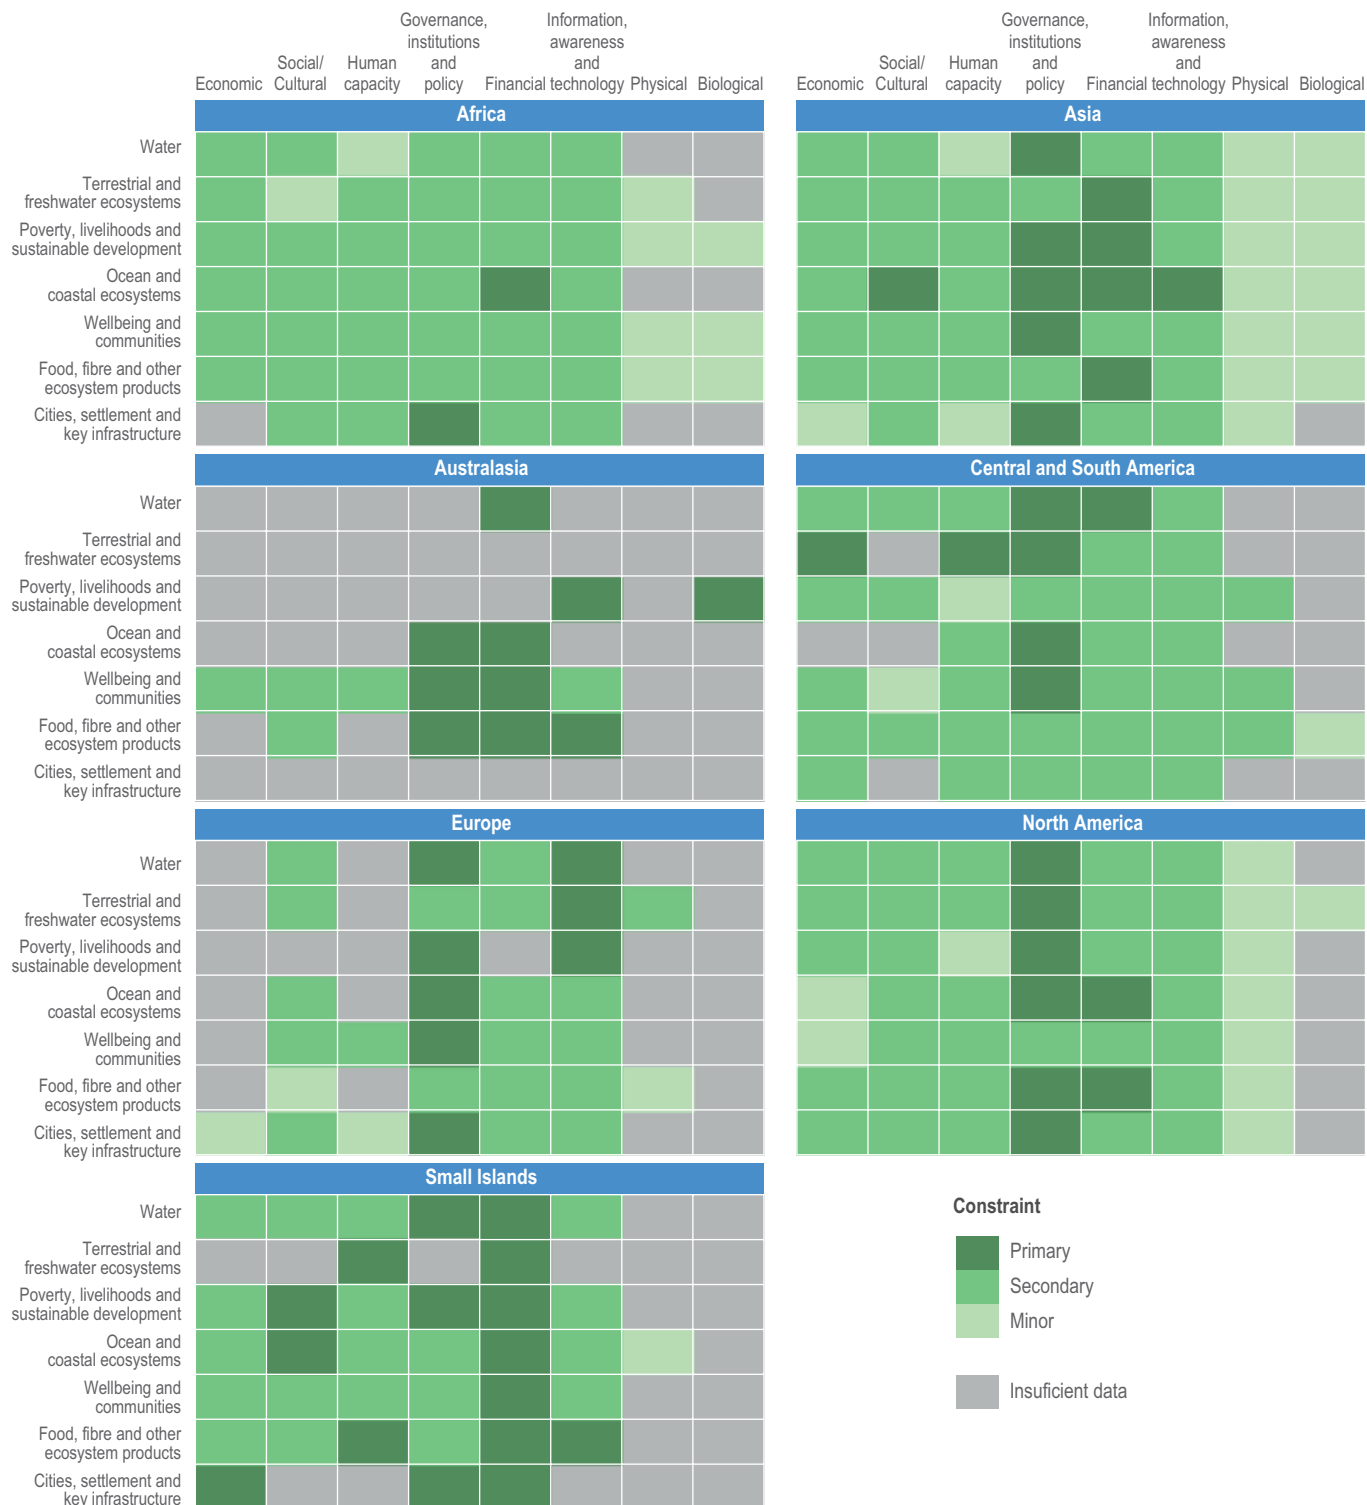 Governance,
institutions
and
policy
Information,
awareness
and
technology
Economic
Social/
Cultural
Human
capacity
Financial
Physical
Biological
Governance,
institutions
and
policy
Information,
awareness
and
technology
Economic
Social/
Cultural
Human
capacity
Financial
Physical
Biological
Africa
Asia
Water
Terrestrial and
freshwater ecosystems
Poverty, livelihoods and
sustainable development
Ocean and
coastal ecosystems
Wellbeing and
communities
Food, fibre and other
ecosystem products
Cities, settlement and
key infrastructure
Australasia
Central and South America
Water
Terrestrial and
freshwater ecosystems
Poverty, livelihoods and
sustainable development
Ocean and
coastal ecosystems
Wellbeing and
communities
Food, fibre and other
ecosystem products
Cities, settlement and
key infrastructure
Europe
North America
Water
Terrestrial and
freshwater ecosystems
Poverty, livelihoods and
sustainable development
Ocean and
coastal ecosystems
Wellbeing and
communities
Food, fibre and other
ecosystem products
Cities, settlement and
key infrastructure
Small Islands
Water
Terrestrial and
freshwater ecosystems
Poverty, livelihoods and
sustainable development
Ocean and
coastal ecosystems
Wellbeing and
communities
Food, fibre and other
ecosystem products
Cities, settlement and
key infrastructure
Constraint
Primary
Secondary
Minor
Insuficient data